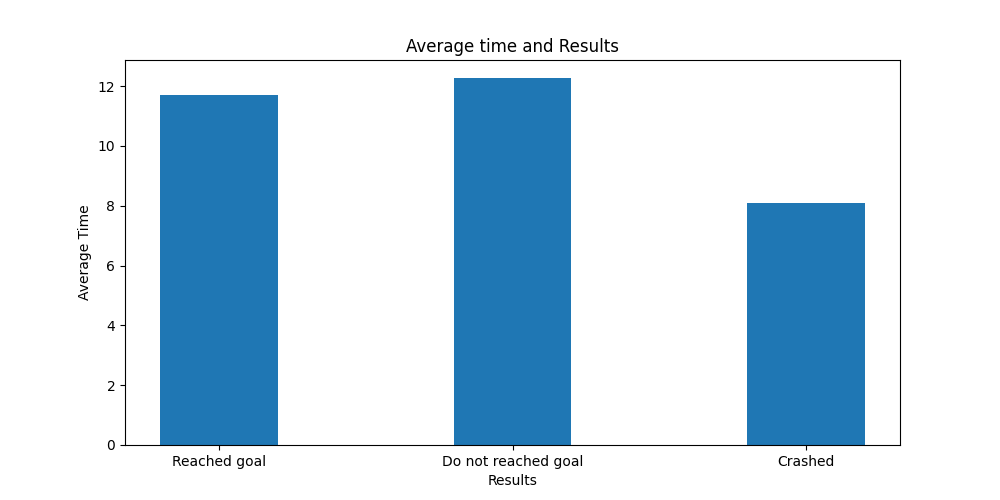 Average time and Results
Average Time
12
10
8
6
4
2
0
Reached goal
Do not reached goal
Crashed
Results